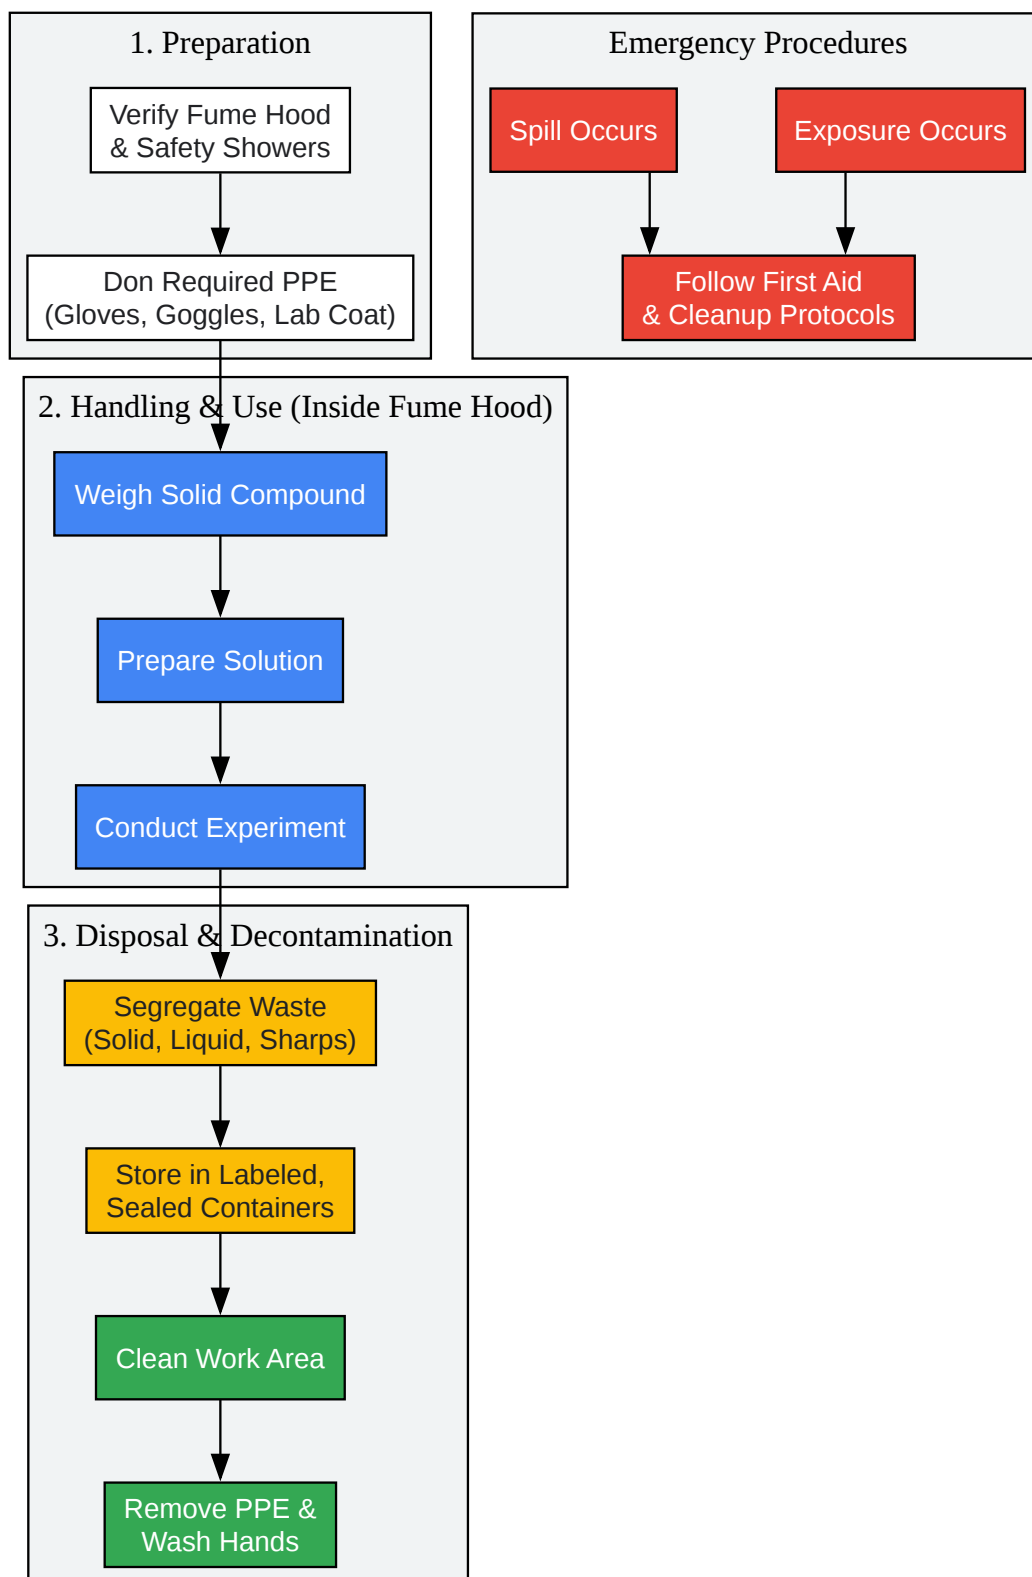 1. Preparation
Verify Fume Hood
& Safety Showers
Don Required PPE
(Gloves, Goggles, Lab Coat)
Emergency Procedures
Spill Occurs
Exposure Occurs
Follow First Aid
& Cleanup Protocols
2. Handling & Use (Inside Fume Hood)
Weigh Solid Compound
Prepare Solution
Conduct Experiment
3. Disposal & Decontamination
Segregate Waste
(Solid, Liquid, Sharps)
Store in Labeled,
Sealed Containers
Clean Work Area
Remove PPE &
Wash Hands